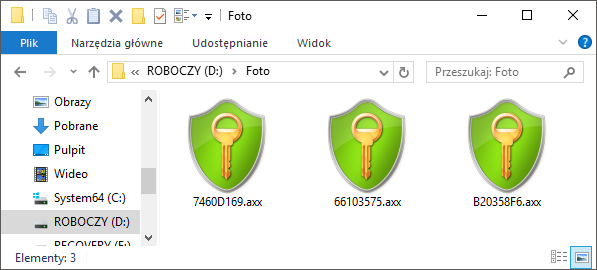 Foto
Plik Narzędzia główne Udostępnianie Widok
ROBOCZY (D:) Foto
Przeszukaj: Foto
Obrazy
Pobrane
Pulpit
Wideo
System64 (C:)
ROBOCZY (D:)
RECOVERY (E:)
7460D169.axx 66103575.axx B20358F6.axx
Elementy: 3